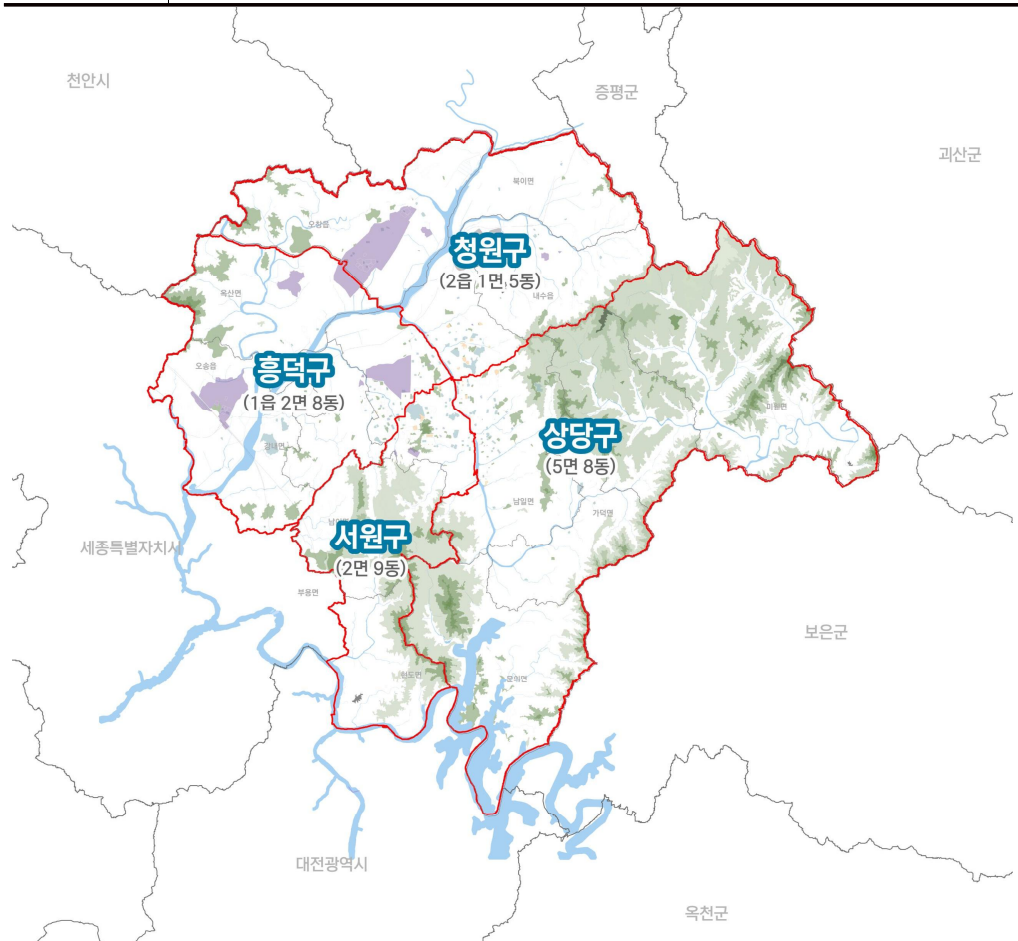 천안시
증평군
괴산군
북이면
오창읍
청원구
(2읍 1면 5동)
내수읍
옥산면
오송읍
흥덕구
(1읍 2면 8동)
미원면
상당구
(5면 8동)
강내면
남일면
가덕면
서원구
(2면 9동)
세종특별자치시
부용면
보은군
현도면
문의면
대전광역시
옥천군